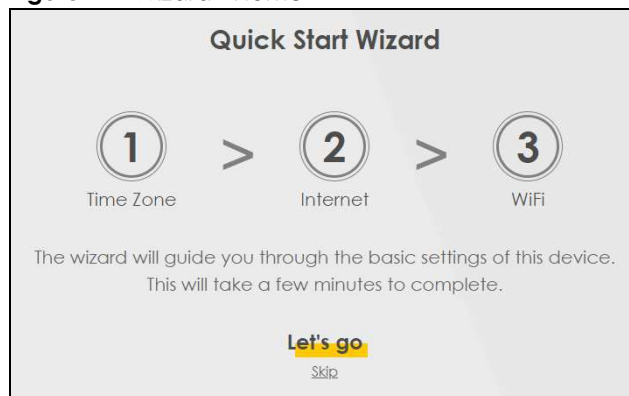 Quick Start Wizard
1 > 2 > 3
Time Zone Internet WiFi
The wizard will guide you through the basic settings of this device.
This will take a few minutes to complete.
Let's go
Skip